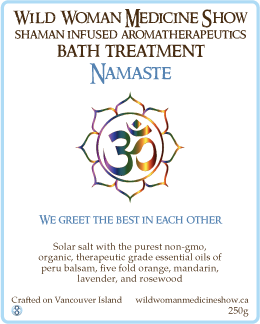 Wild Woman Medicine Show
shaman infused aromatherapeutics
bath treatment
Namaste
ॐ
We greet the best in each other
Solar salt with the purest non-gmo,
organic, therapeutic grade essential oils of
peru balsam, five fold orange, mandarin,
lavender, and rosewood
Crafted on Vancouver Island wildwomanmedicineshow.ca
250g